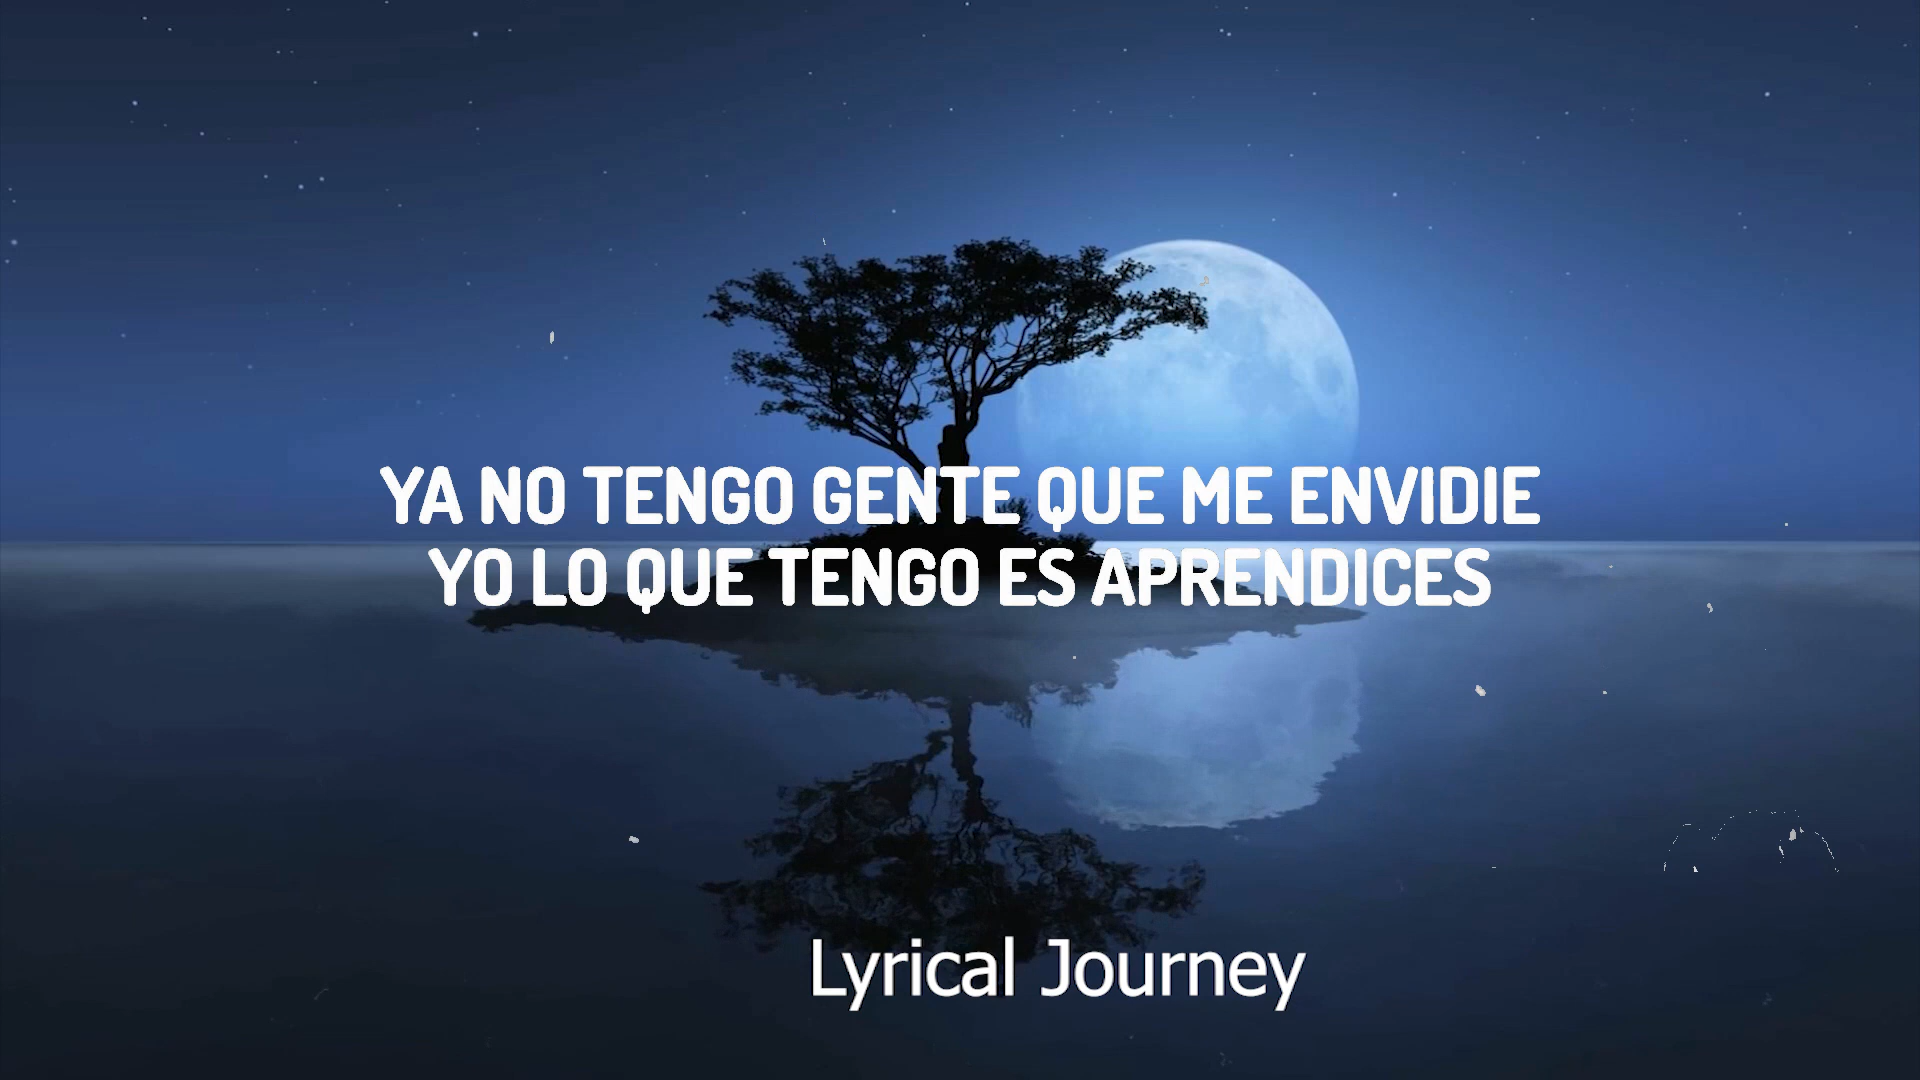 YA NO TENGO GENTE QUE ME ENVIDIE
YO LO QUE TENGO ES APRENDICES
Lyrical Journey